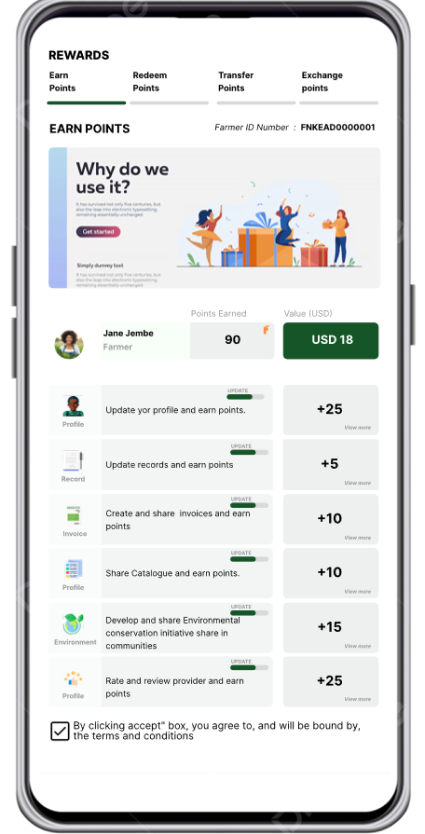 REWARDS
Earn Points
Redeem Points
Transfer Points
Exchange points
EARN POINTS
Farmer ID Number : FNKEAD0000001
Why do we
use it?
It has survived not only five centuries, but
also the leap into electronic typesetting,
remaining essentially unchanged.
Get started
Simply dummy text
It has survived not only five centuries, but
also the leap into electronic typesetting,
remaining essentially unchanged.
Points Earned
Value (USD)
Jane Jembe
Farmer
90
F
USD 18
UPDATE
Profile
Update yor profile and earn points.
+25
View more
UPDATE
Record
Update records and earn points
+5
View more
UPDATE
Invoice
Create and share invoices and earn
points
+10
View more
UPDATE
Profile
Share Catalogue and earn points.
+10
View more
UPDATE
Environment
Develop and share Environmental
conservation initiative share in
communities
+15
View more
UPDATE
Profile
Rate and review provider and earn
points
+25
View more
By clicking accept" box, you agree to, and will be bound by,
the terms and conditions